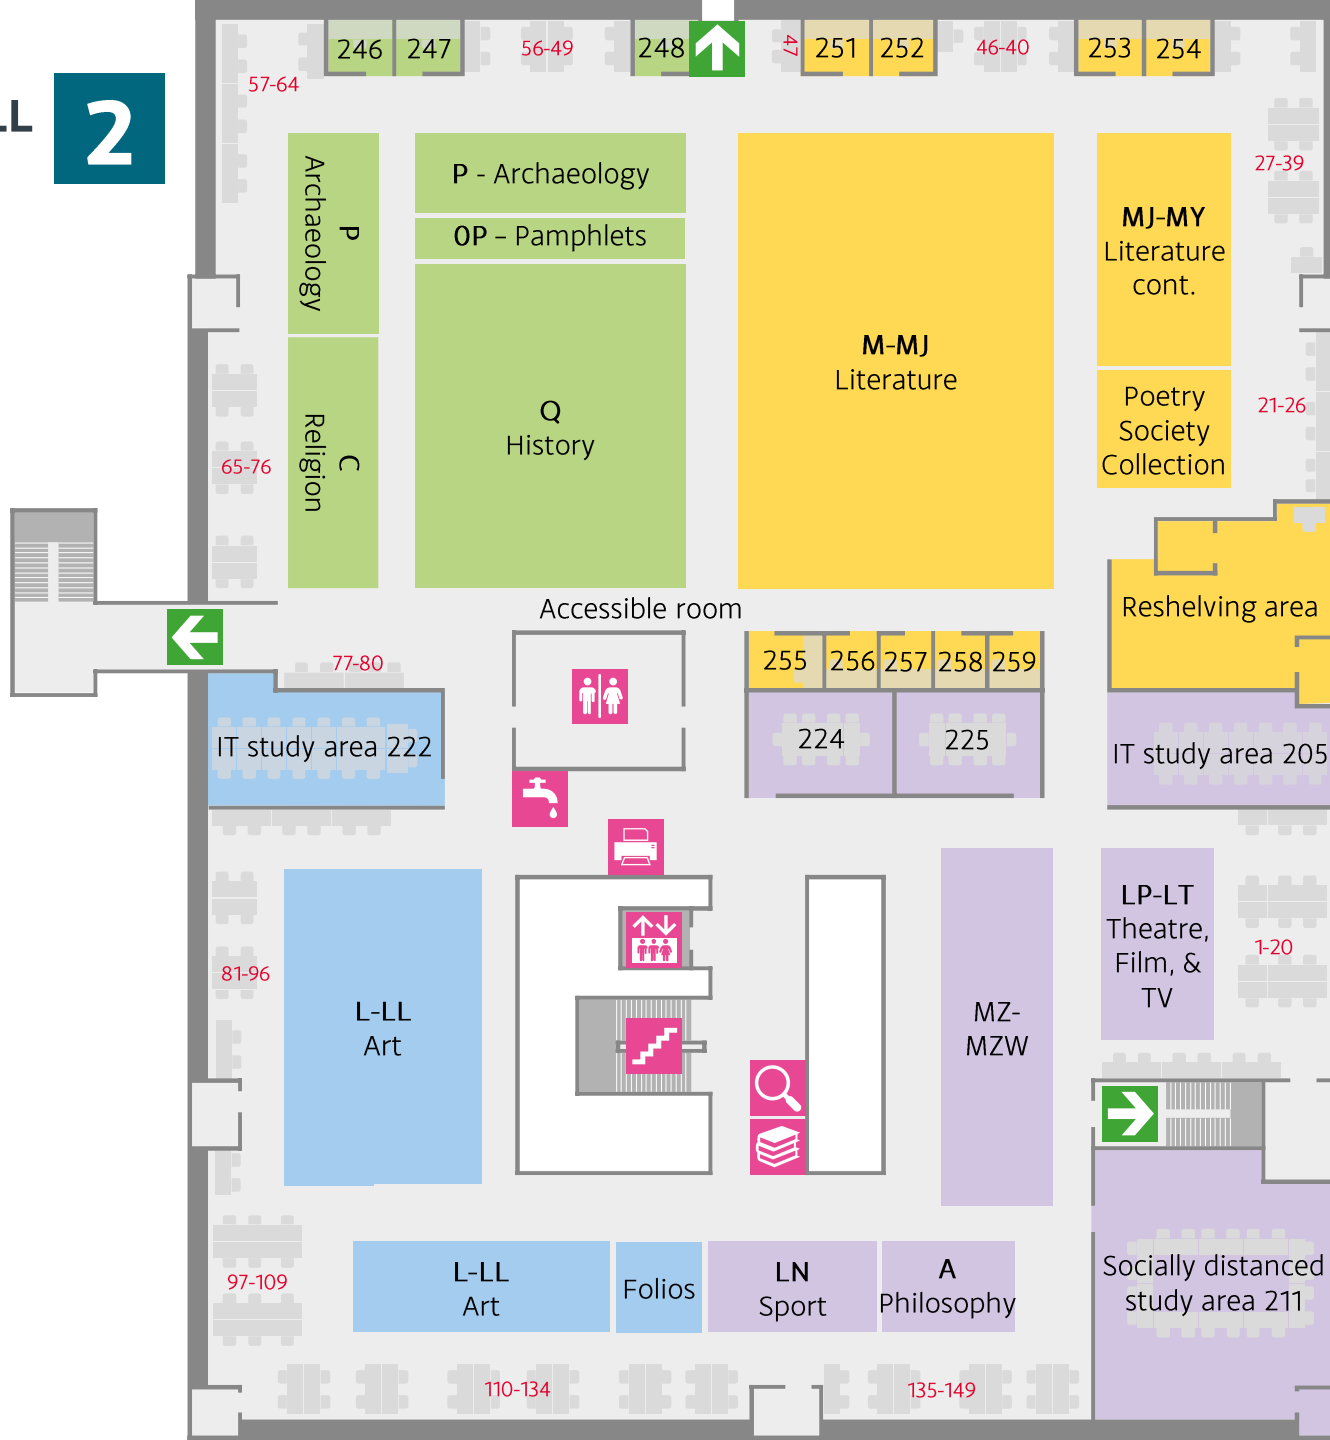 LL
2
246
247
56-49
248
47
251
252
46-40
253
254
57-64
27-39
P
Archaeology
P - Archaeology
OP – Pamphlets
Q
History
C
Religion
M-MJ
Literature
MJ-MY
Literature
cont.
Poetry
Society
Collection
21-26
65-76
Accessible room
Reshelving area
77-80
255
256
257
258
259
IT study area 222
224
225
IT study area 205
L-LL
Art
81-96
MZ-
MZW
LP-LT
Theatre,
Film, &
TV
1-20
97-109
L-LL
Art
Folios
LN
Sport
A
Philosophy
Socially distanced
study area 211
110-134
135-149